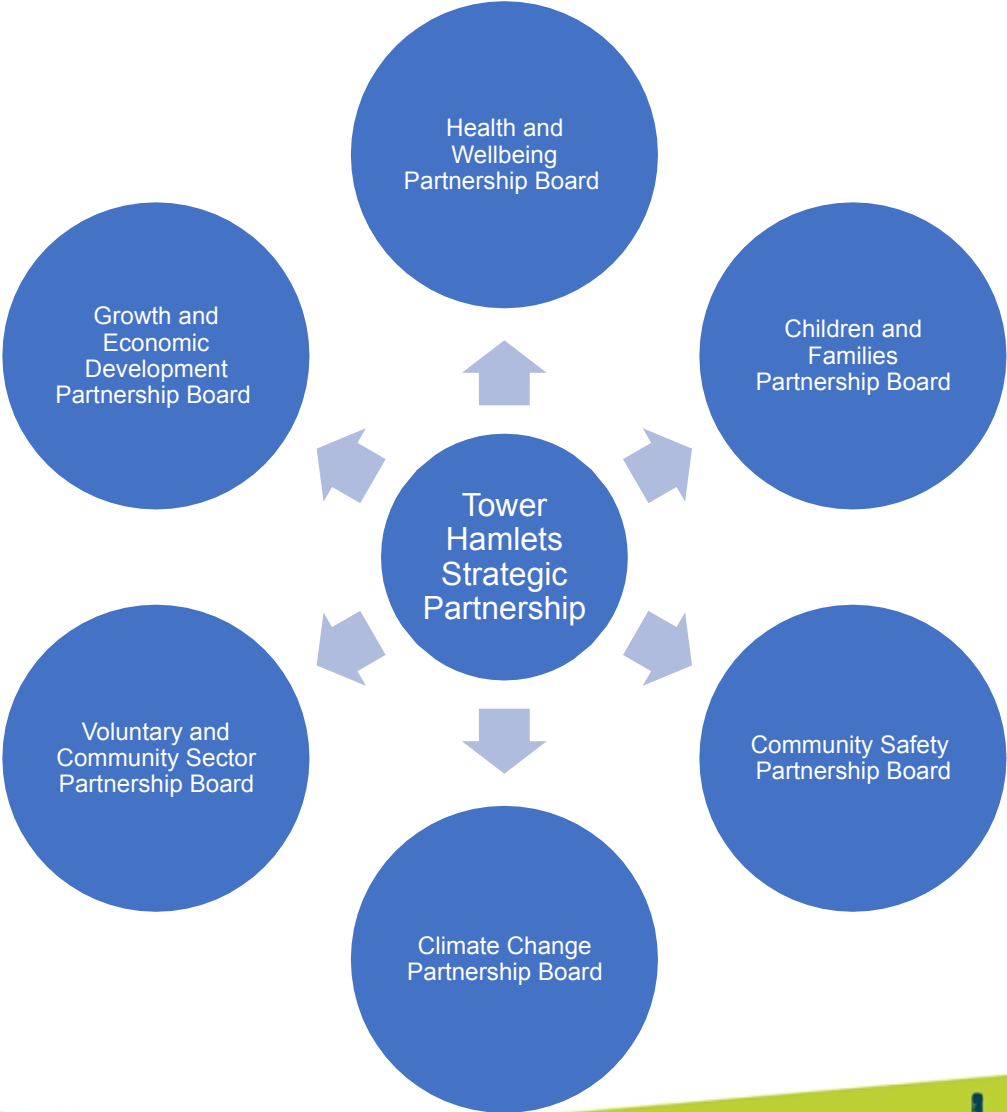 Health and
Wellbeing
Partnership Board
Growth and
Economic
Development
Partnership Board
Children and
Families
Partnership Board
Tower
Hamlets
Strategic
Partnership
Voluntary and
Community Sector
Partnership Board
Community Safety
Partnership Board
Climate Change
Partnership Board